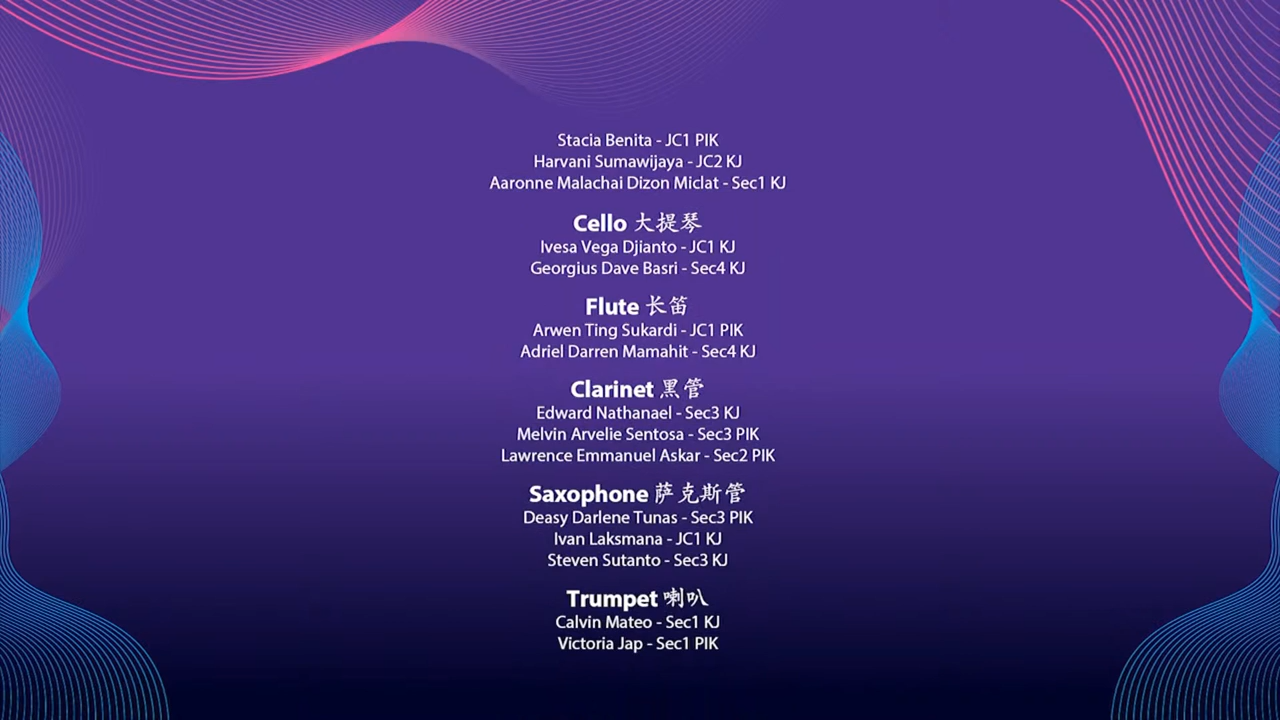 Stacia Benita - JC1 PIK
Harvani Sumawijaya - JC2 KJ
Aaronne Malachai Dizon Miclat - Sec1 KJ
Cello 大提琴
Ivesa Vega Djianto - JC1 KJ
Georgius Dave Basri - Sec4 KJ
Flute 长笛
Arwen Ting Sukardi - JC1 PIK
Adriel Darren Mamahit - Sec4 KJ
Clarinet 黑管
Edward Nathanael - Sec3 KJ
Melvin Arvelie Sentosa - Sec3 PIK
Lawrence Emmanuel Askar - Sec2 PIK
Saxophone 萨克斯管
Deasy Darlene Tunas - Sec3 PIK
Ivan Laksmana - JC1 KJ
Steven Sutanto - Sec3 KJ
Trumpet 喇叭
Calvin Mateo - Sec1 KJ
Victoria Jap - Sec1 PIK